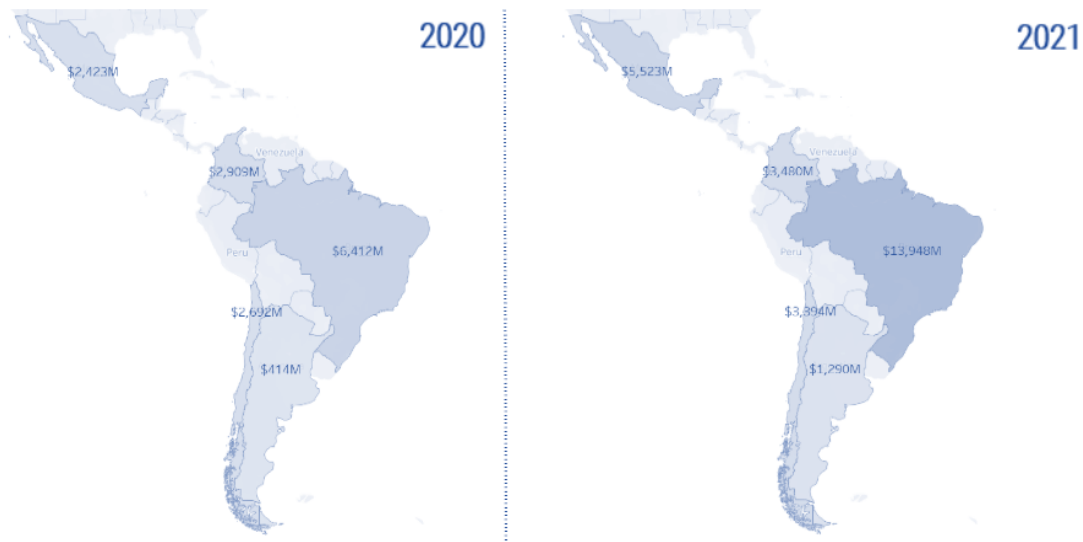 2020
$2,423M
Venezuela
$2,909M
Peru
$6,412M
$2,692M
$414M
2021
$5,523M
Venezuela
$3,480M
Peru
$13,948M
$3,394M
$1,290M